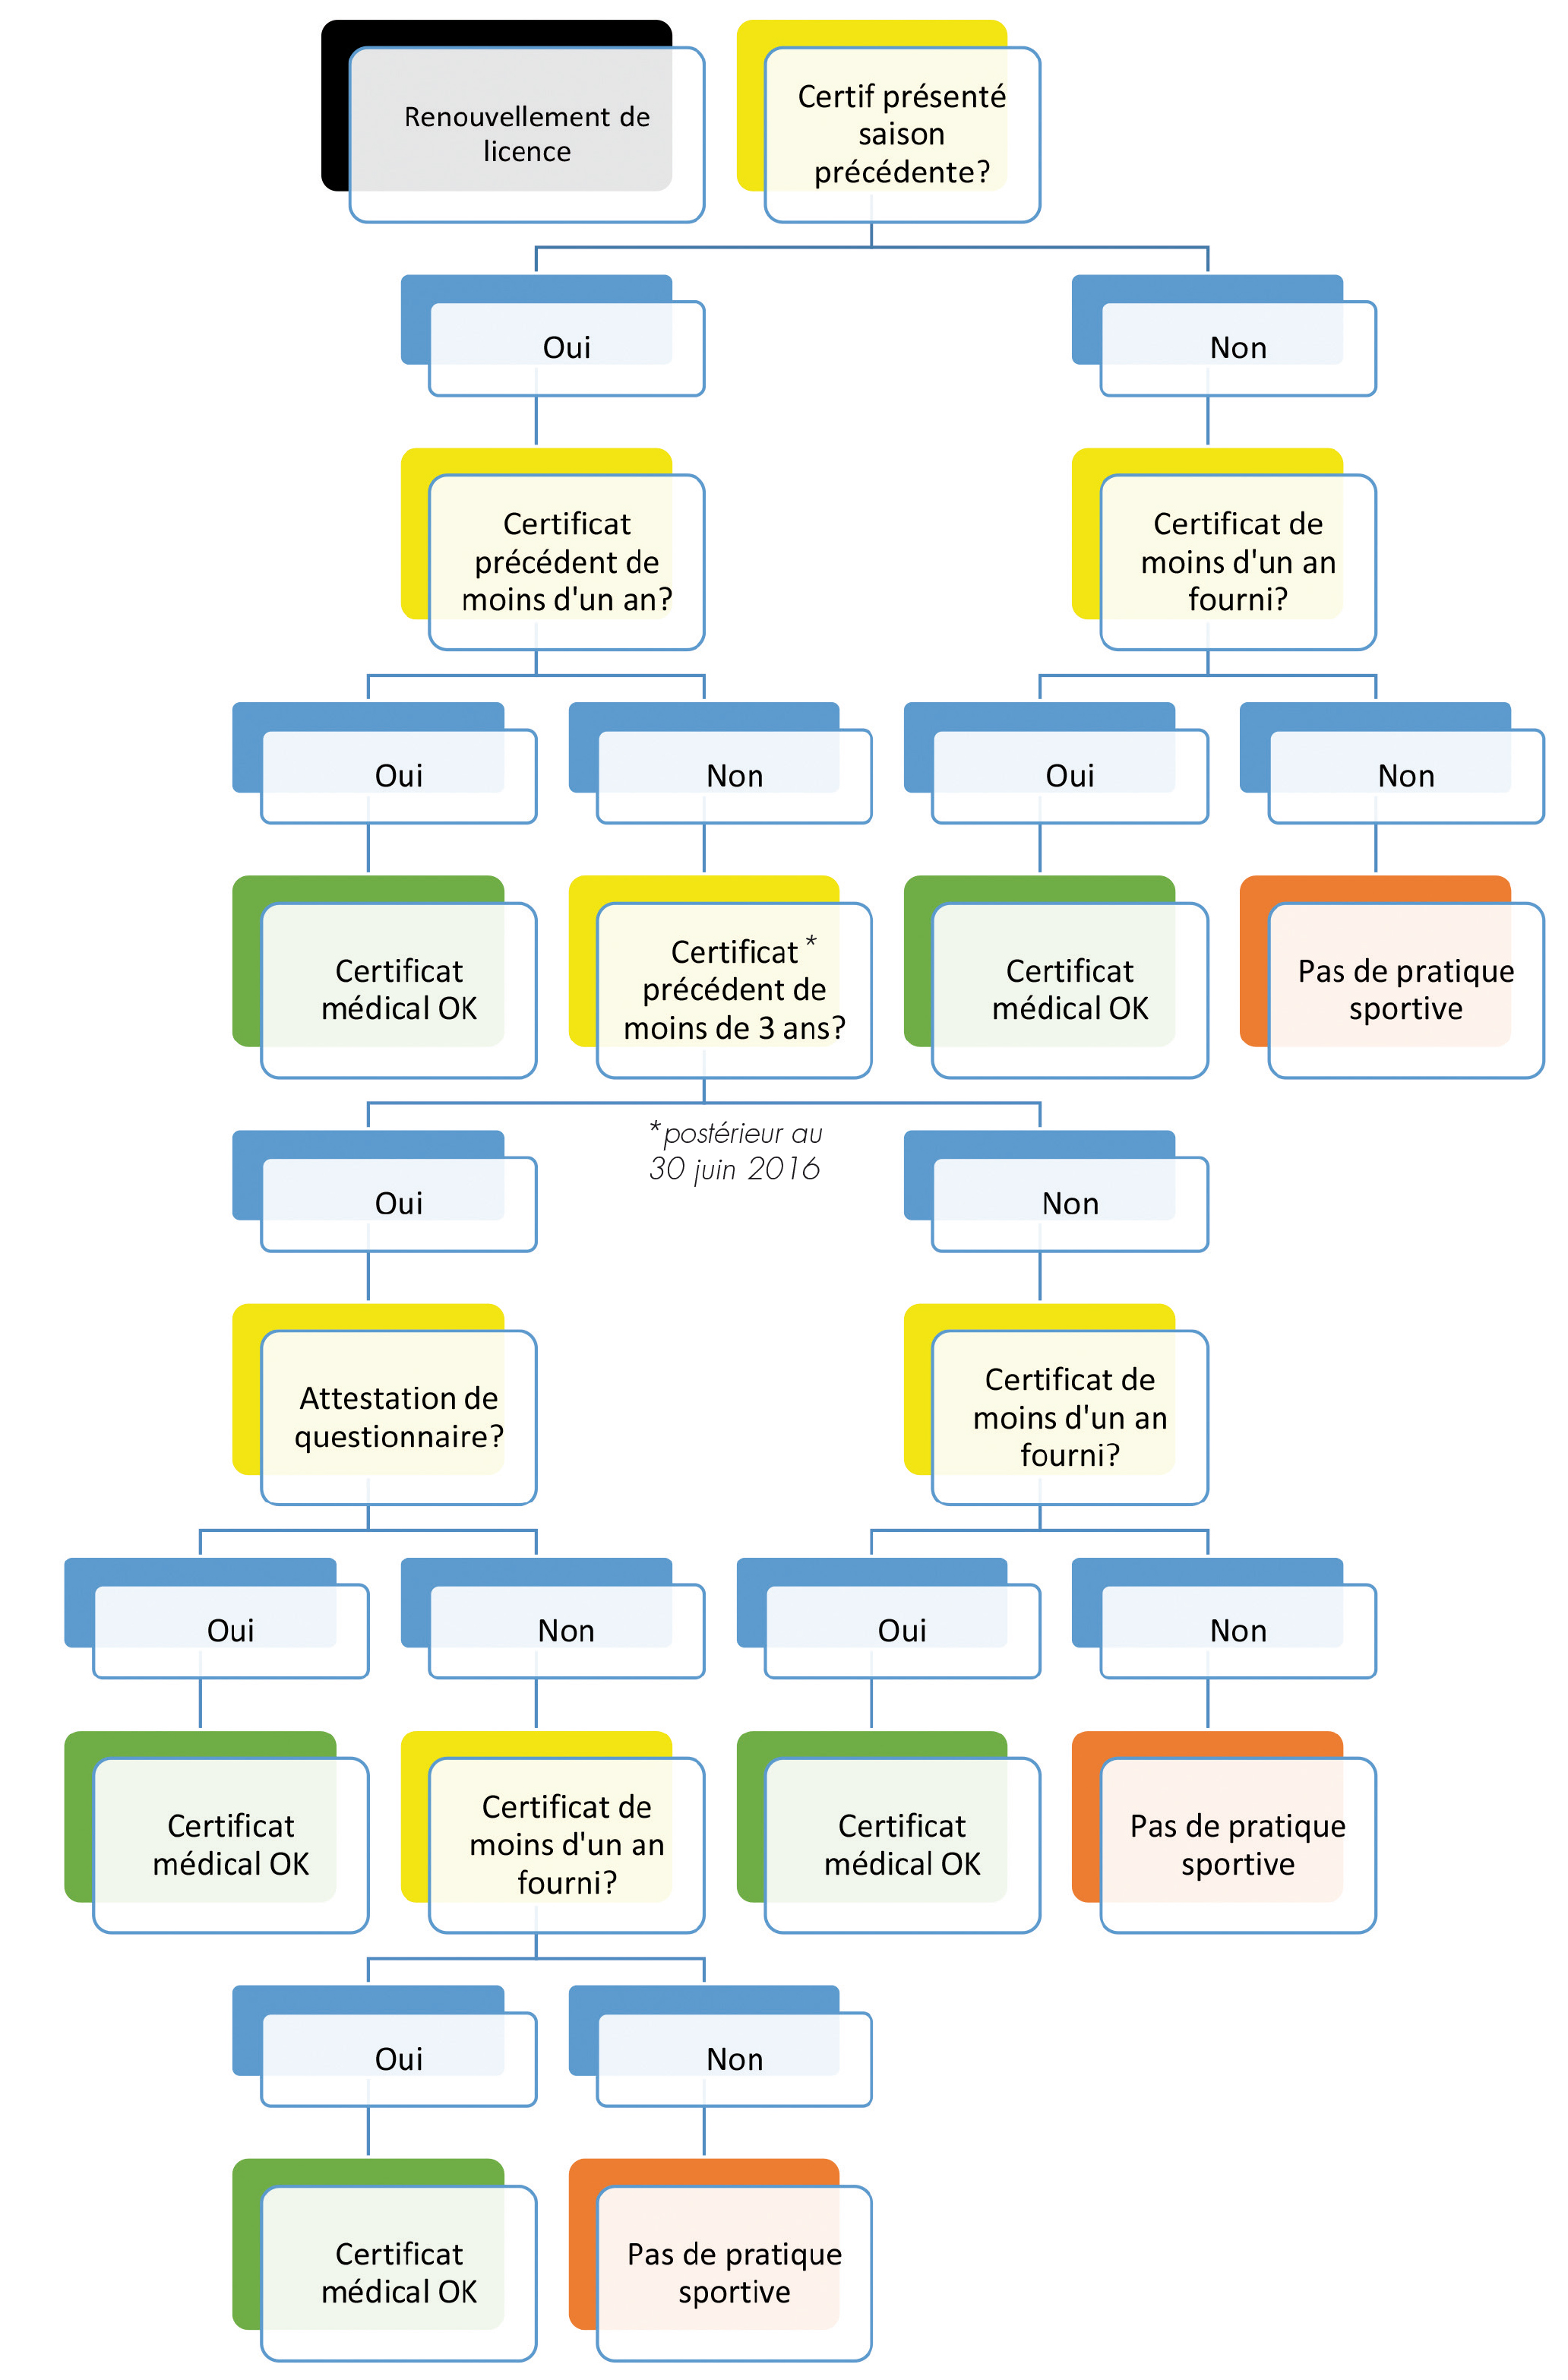 Renouvellement de
licence
Certif présenté
saison
précédente?
Oui
Non
Certificat
précédent de
moins d'un an?
Certificat de
moins d'un an
fourni?
Oui
Non
Oui
Non
Certificat
médical OK
Certificat *
précédent de
moins de 3 ans?
Certificat
médical OK
Pas de pratique
sportive
*postérieur au
30 juin 2016
Oui
Non
Attestation de
questionnaire?
Certificat de
moins d'un an
fourni?
Oui
Non
Oui
Non
Certificat
médical OK
Certificat de
moins d'un an
fourni?
Certificat
médical OK
Pas de pratique
sportive
Oui
Non
Certificat
médical OK
Pas de pratique
sportive